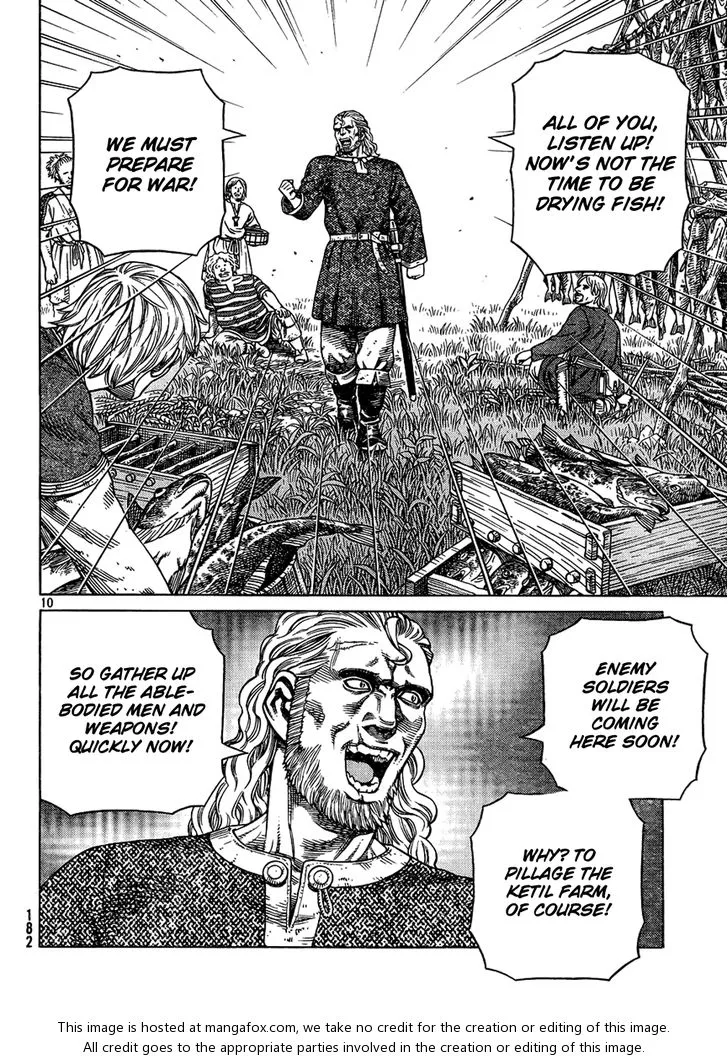 ALL OF YOU,
LISTEN UP!
NOW'S NOT THE
TIME TO BE
DRYING FISH!
WE MUST
PREPARE
FOR WAR!
10
ENEMY
SOLDIERS
WILL BE
COMING
HERE SOON!
WHY? TO
PILLAGE THE
KETIL FARM,
OF COURSE!
SO GATHER UP
ALL THE ABLE-
BODIED MEN AND
WEAPONS!
QUICKLY NOW!
182
This image is hosted at mangafox.com, we take no credit for the creation or editing of this image.
All credit goes to the appropriate parties involved in the creation or editing of this image.